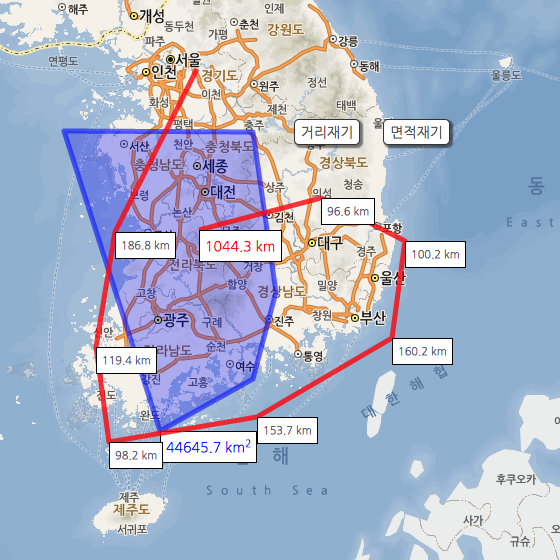 해주
개성
동두천
춘천
인제
강원도
강릉
파주
가평
연평도
서울
인천
경기도
동해
울릉도
원주
정선
화성
이천
제천
태백
평택
충주
거리재기
면적재기
울
서산
천안
충청북도
경상북도
충청남도
세종
청송
보령
대전
상주
의성
동
96.6 km
논산
김천
포항
East
186.8 km
1044.3 km
대구
경주
100.2 km
전라북도
거창
울산
고창
함양
경상남도
밀양
창원
신안
광주
구례
진주
부산
119.4 km
전라남도
순천
통영
160.2 km
여수
진도
강진
고흥
대 한 해 협
완도
153.7 km
98.2 km
44645.7 km²
해
South Sea
제주
제주도
서귀포
후쿠오카
사가
오
규슈